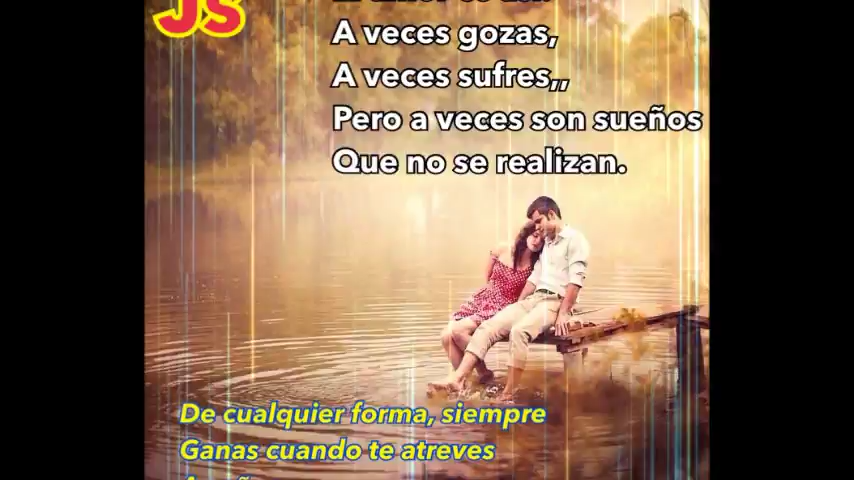 JS
A veces gozas,
A veces sufres,,
Pero a veces son sueños
Que no se realizan.
De cualquier forma, siempre
Ganas cuando te atreves